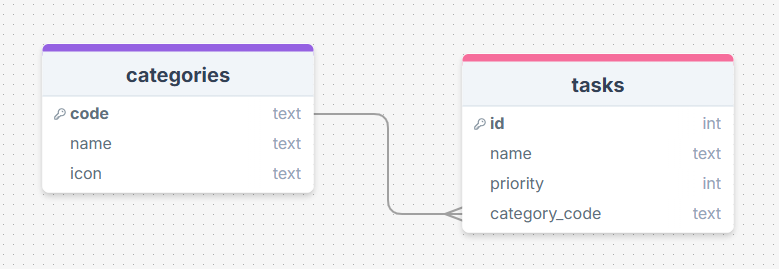 categories
code text
name text
icon text
tasks
id int
name text
priority int
category_code text